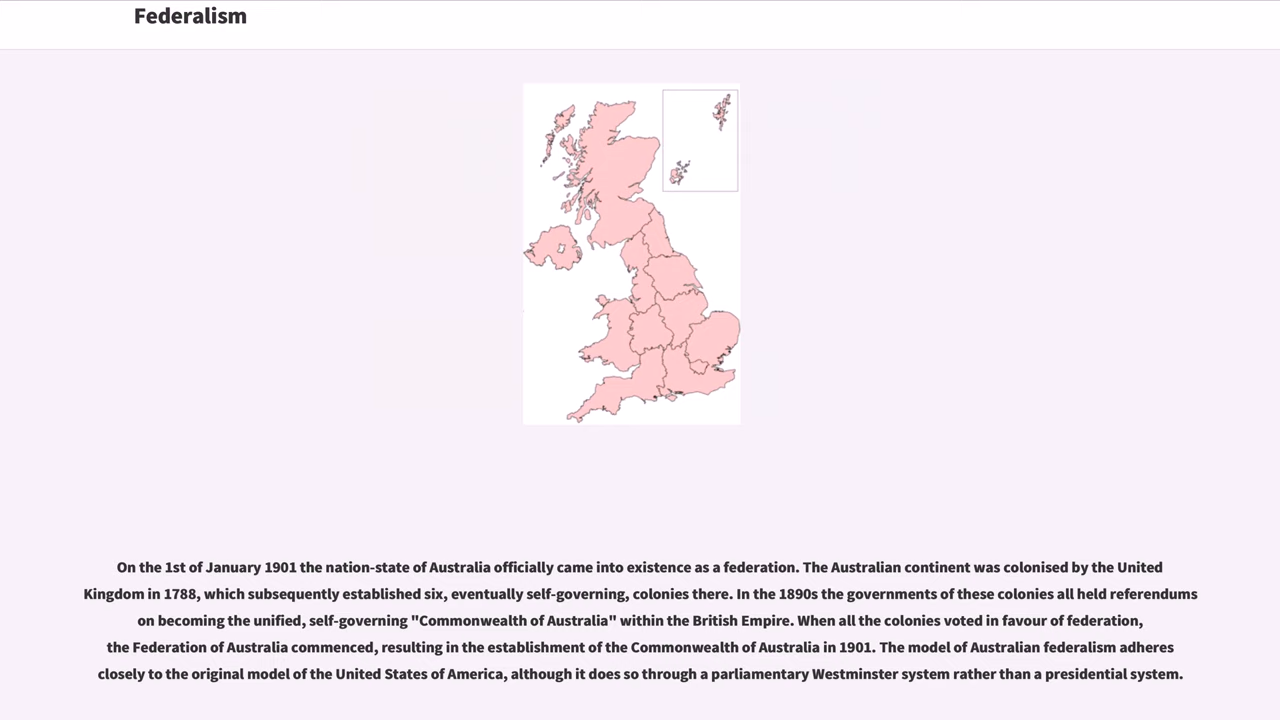 Federalism
On the 1st of January 1901 the nation-state of Australia officially came into existence as a federation. The Australian continent was colonised by the United
Kingdom in 1788, which subsequently established six, eventually self-governing, colonies there. In the 1890s the governments of these colonies all held referendums
on becoming the unified, self-governing "Commonwealth of Australia" within the British Empire. When all the colonies voted in favour of federation,
the Federation of Australia commenced, resulting in the establishment of the Commonwealth of Australia in 1901. The model of Australian federalism adheres
closely to the original model of the United States of America, although it does so through a parliamentary Westminster system rather than a presidential system.